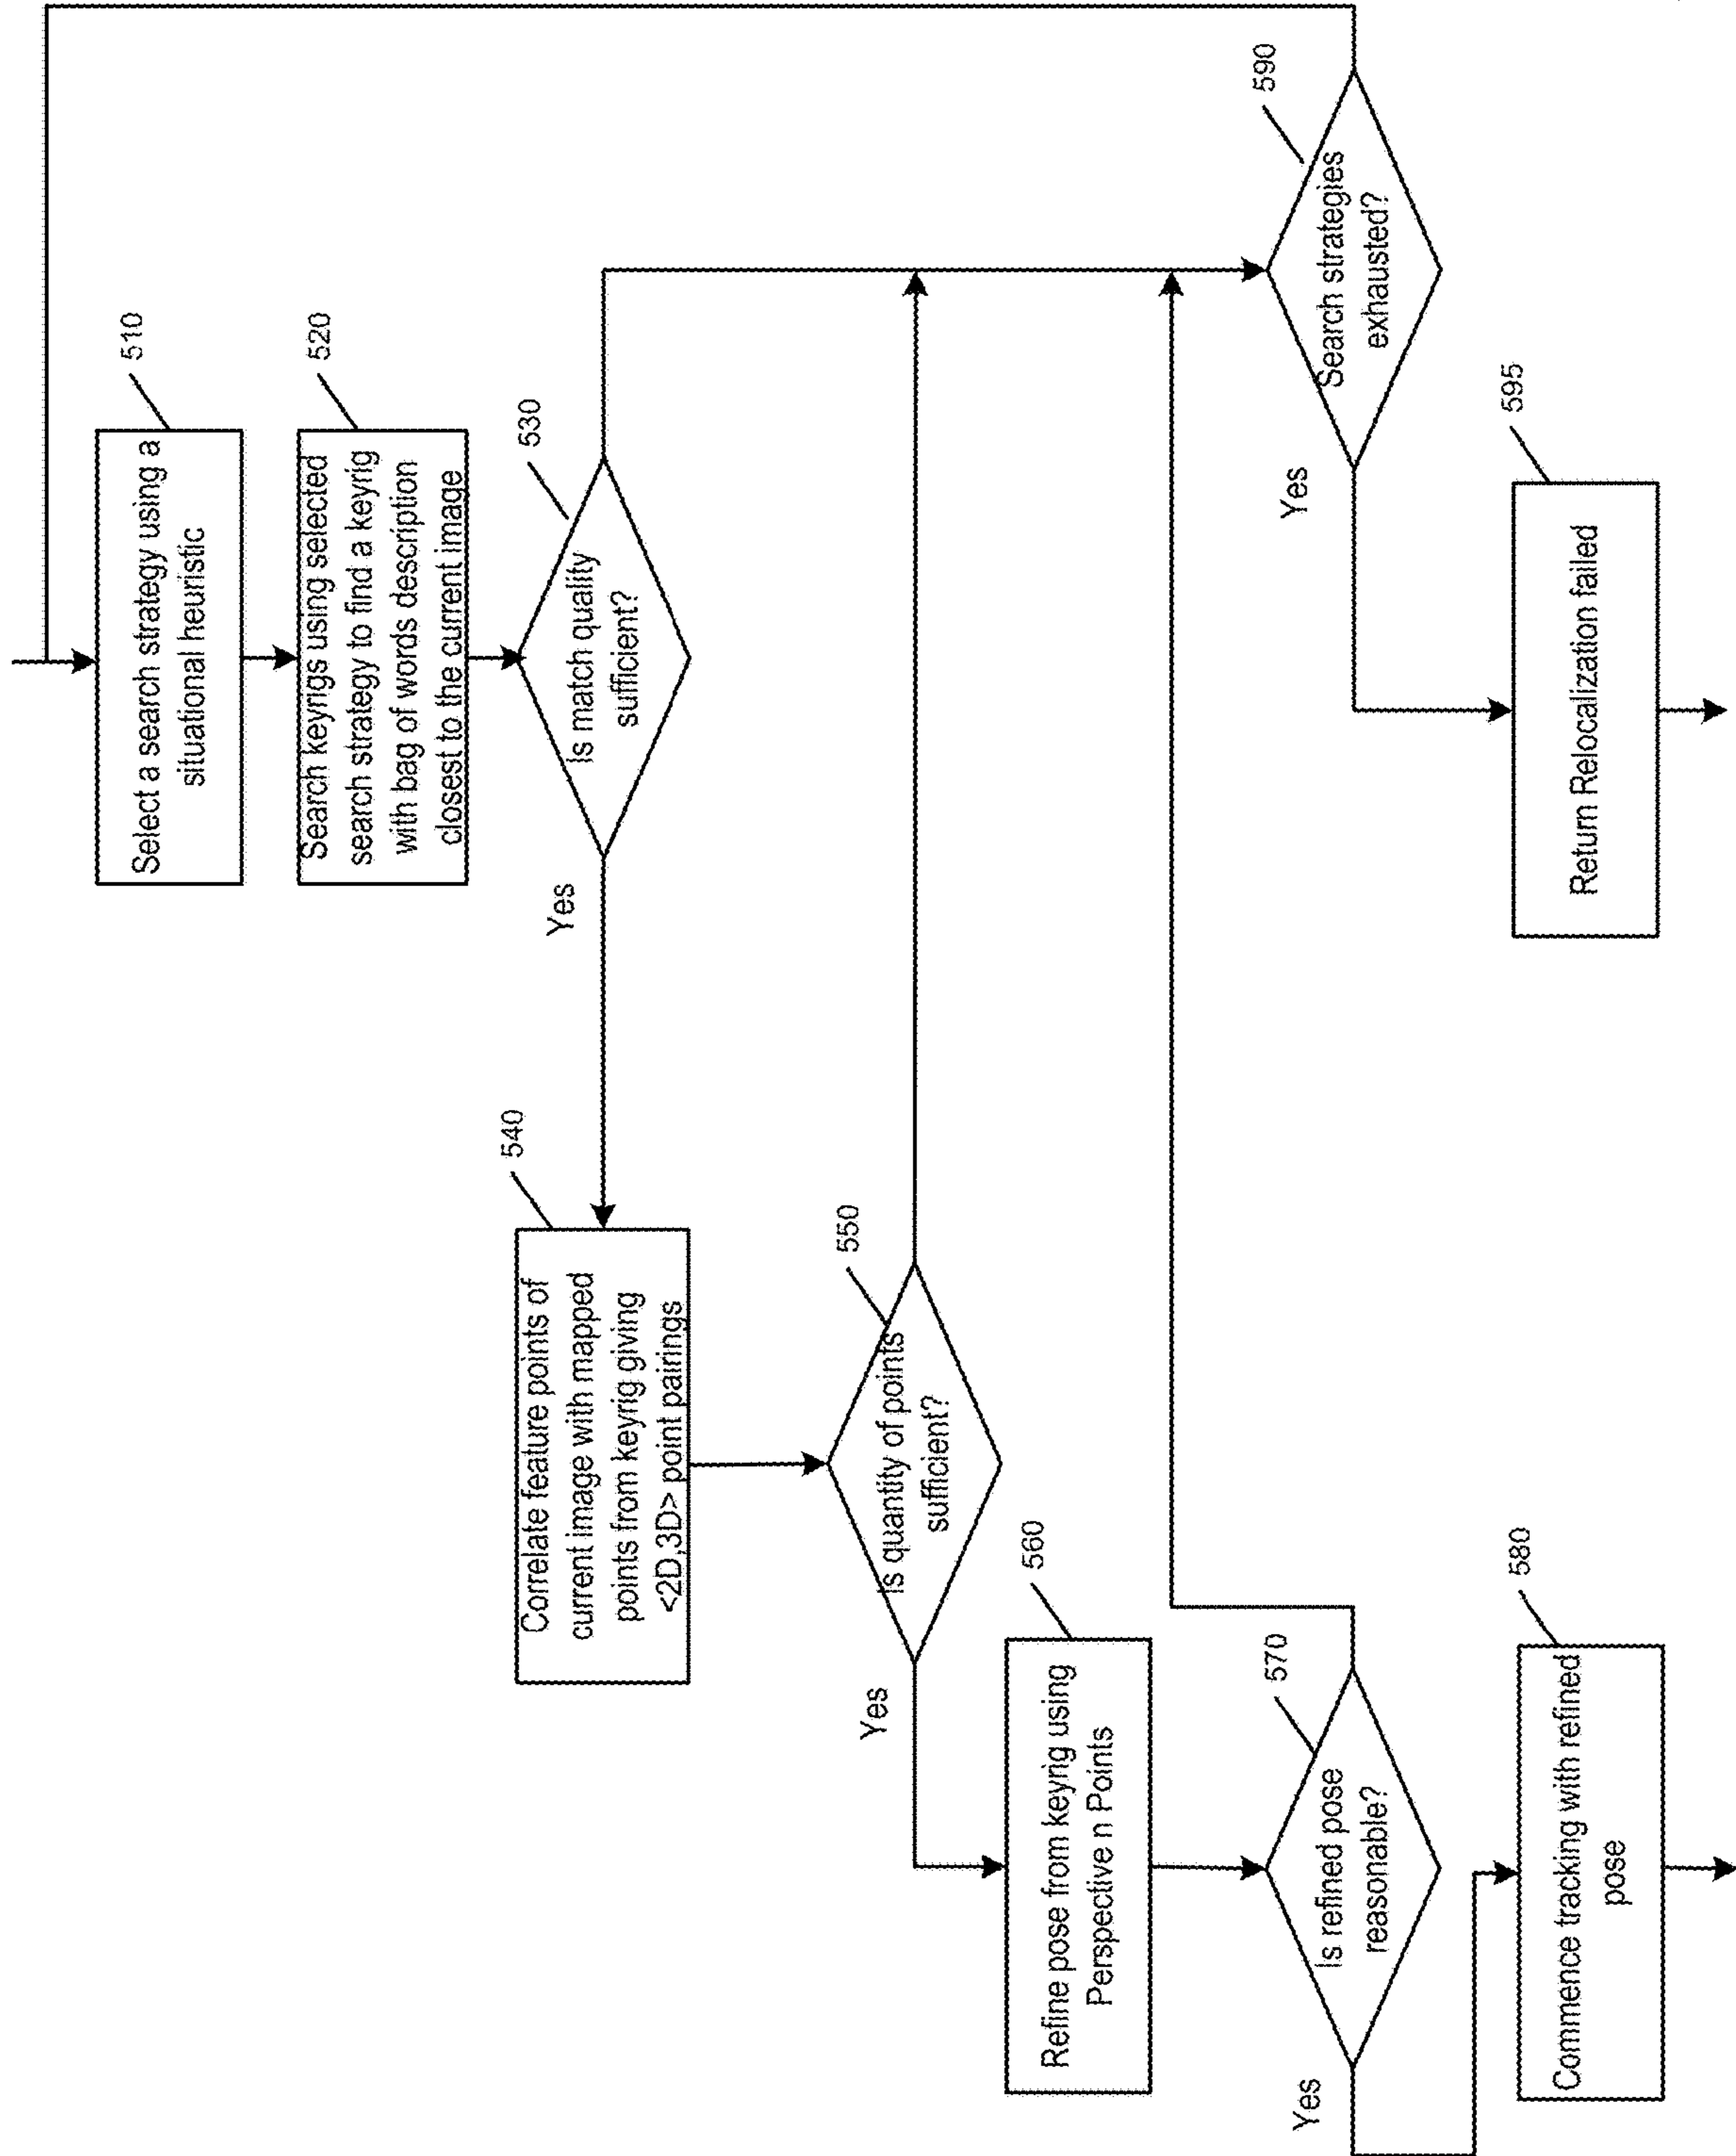 510
Select a search strategy using a
situational heuristic
520
Search keyrigs using selected
search strategy to find a keyrig
with bag of words description
closest to the current image
530
Is match quality
sufficient?
Yes
540
Correlate feature points of
current image with mapped
points from keyrig giving
<2D,3D> point pairings
550
Is quantity of points
sufficient?
Yes
560
Refine pose from keyrig using
Perspective n Points
570
Is refined pose
reasonable?
Yes
580
Commence tracking with refined
pose
590
Search strategies
exhausted?
Yes
595
Return Relocalization failed